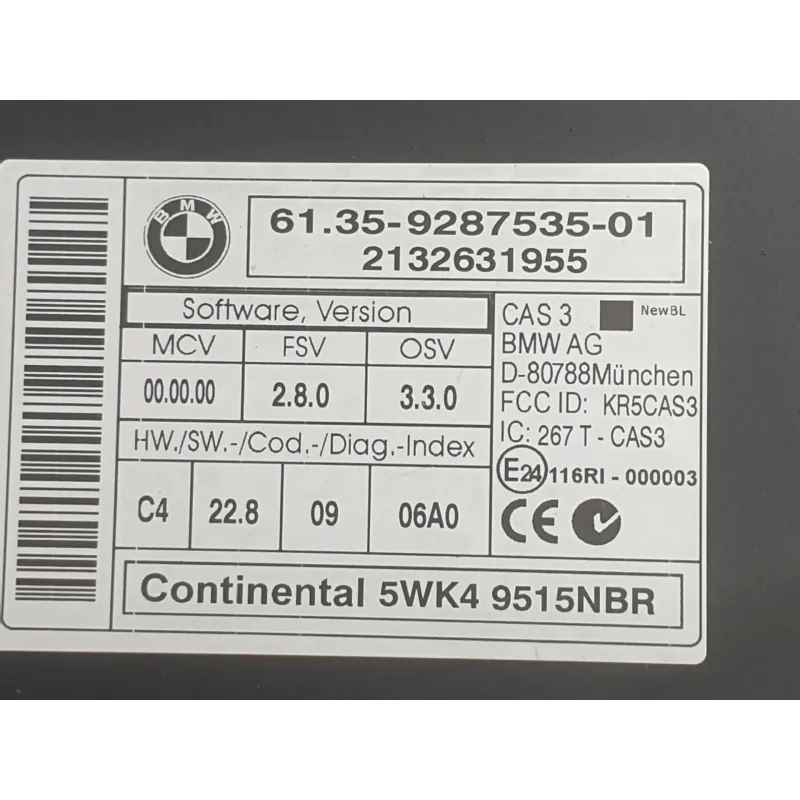 BMW
61.35-9287535-01
2132631955
Software, Version
MCV FSV OSV
00.00.00 2.8.0 3.3.0
HW./SW.-/Cod.-/Diag.-Index
C4 22.8 09 06A0
CAS 3 NewBL
BMW AG
D-80788München
FCC ID: KR5CAS3
IC: 267 T - CAS3
E24 116RI - 000003
CE
Continental 5WK4 9515NBR